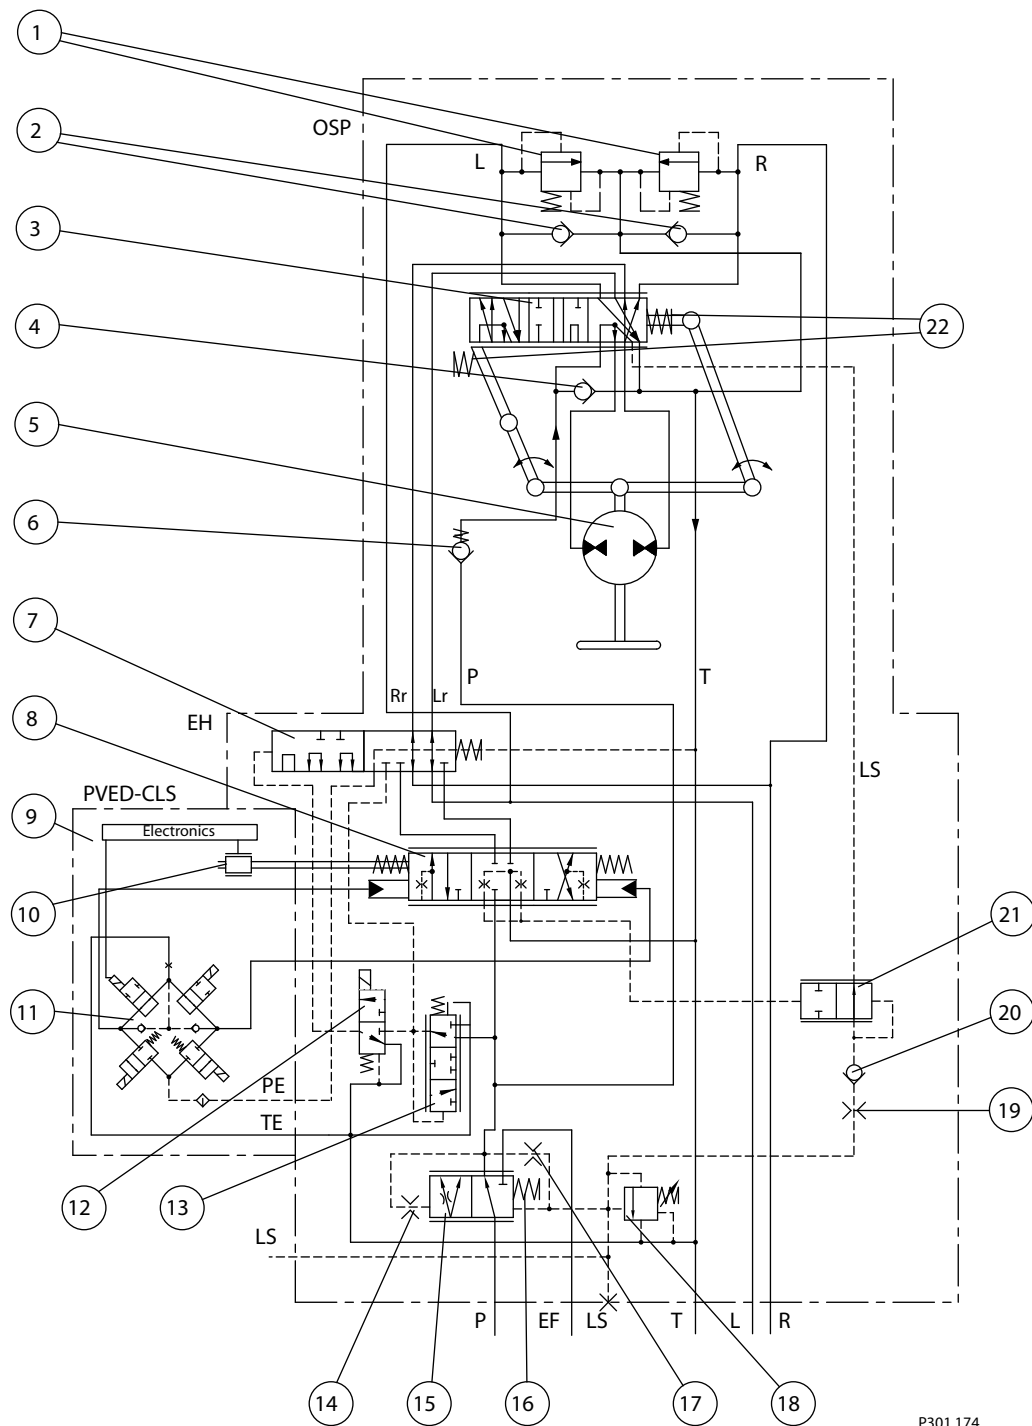 1
OSP
2
L
R
3
4
22
5
6
P
T
7
Rr
Lr
EH
8
LS
PVED-CLS
9
Electronics
10
21
11
20
PE
19
TE
12
13
LS
P
EF
LS
T
L
R
14
15
16
17
18
P301 174